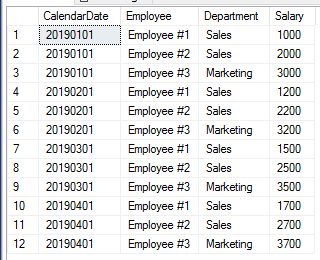 CalendarDate Employee Department Salary
1 20190101 Employee #1 Sales 1000
2 20190101 Employee #2 Sales 2000
3 20190101 Employee #3 Marketing 3000
4 20190201 Employee #1 Sales 1200
5 20190201 Employee #2 Sales 2200
6 20190201 Employee #3 Marketing 3200
7 20190301 Employee #1 Sales 1500
8 20190301 Employee #2 Sales 2500
9 20190301 Employee #3 Marketing 3500
10 20190401 Employee #1 Sales 1700
11 20190401 Employee #2 Sales 2700
12 20190401 Employee #3 Marketing 3700